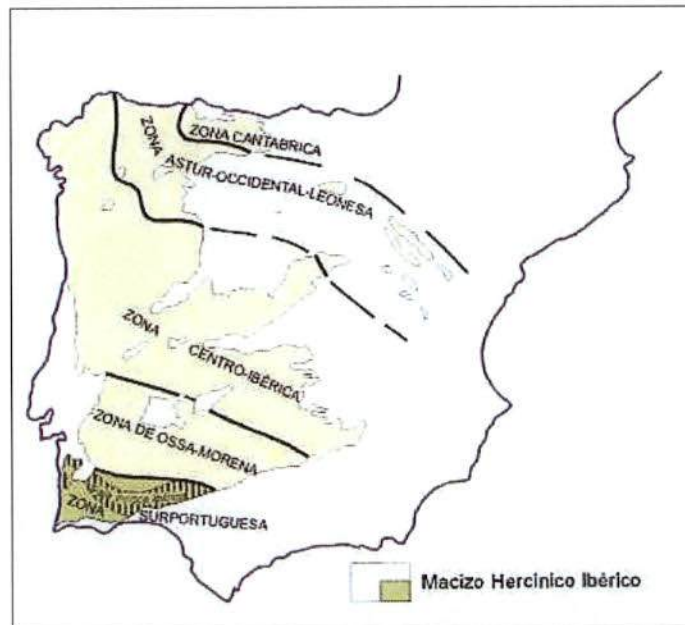 ZONA CANTABRICA
ZONA
ASTUR-OCCIDENTAL-LEONESA
ZONA
CENTRO-IBÉRICA
ZONA DE OSSA-MORENA
ZONA
SURPORTUGUESA
Macizo Hercínico Ibérico